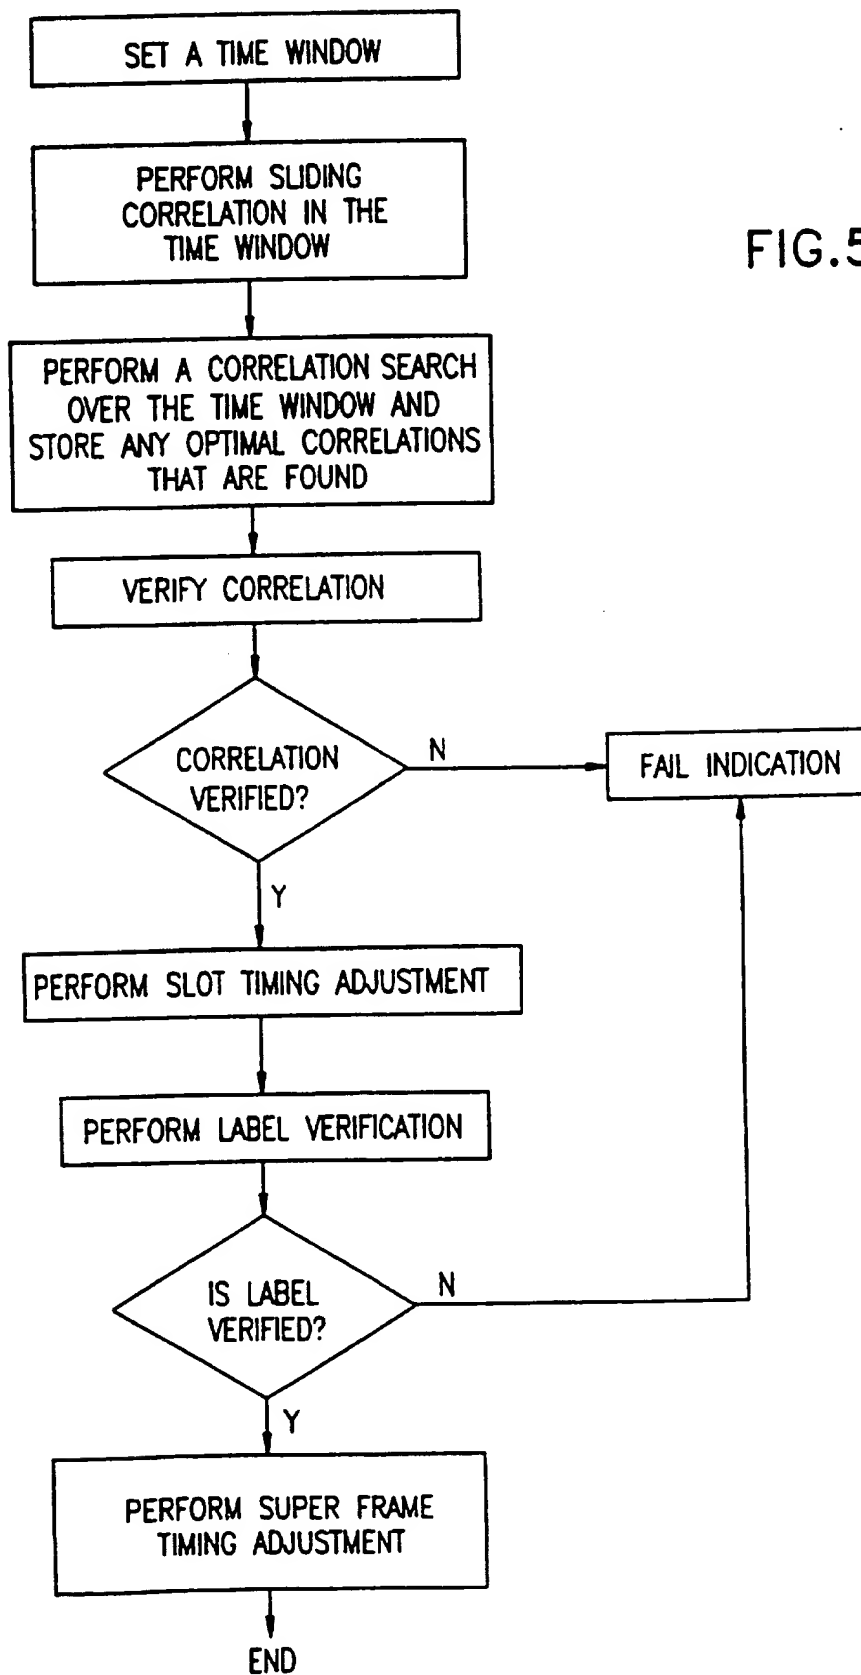 SET A TIME WINDOW
PERFORM SLIDING
CORRELATION IN THE
TIME WINDOW
FIG.5
PERFORM A CORRELATION SEARCH
OVER THE TIME WINDOW AND
STORE ANY OPTIMAL CORRELATIONS
THAT ARE FOUND
VERIFY CORRELATION
CORRELATION
VERIFIED?
N
FAIL INDICATION
Y
PERFORM SLOT TIMING ADJUSTMENT
PERFORM LABEL VERIFICATION
IS LABEL
VERIFIED?
N
Y
PERFORM SUPER FRAME
TIMING ADJUSTMENT
END